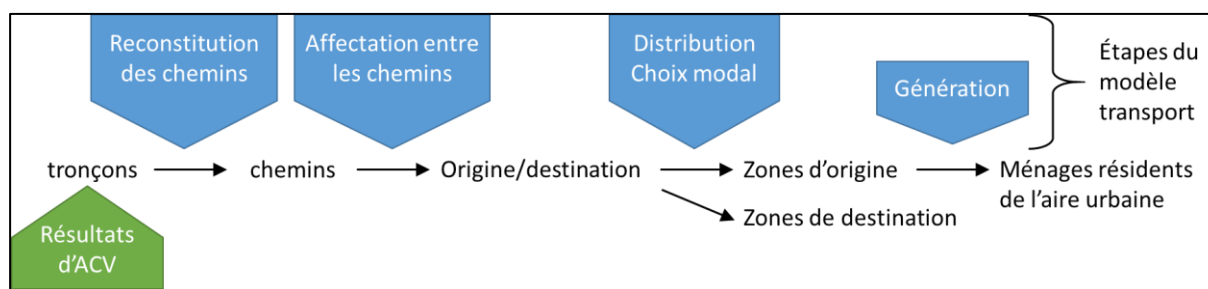 Reconstitution
des chemins
Affectation entre
les chemins
Distribution
Choix modal
Génération
Étapes du
modèle
transport
tronçons
chemins
Origine/destination
Zones d'origine
Ménages résidents
de l'aire urbaine
Zones de destination
Résultats
d'ACV